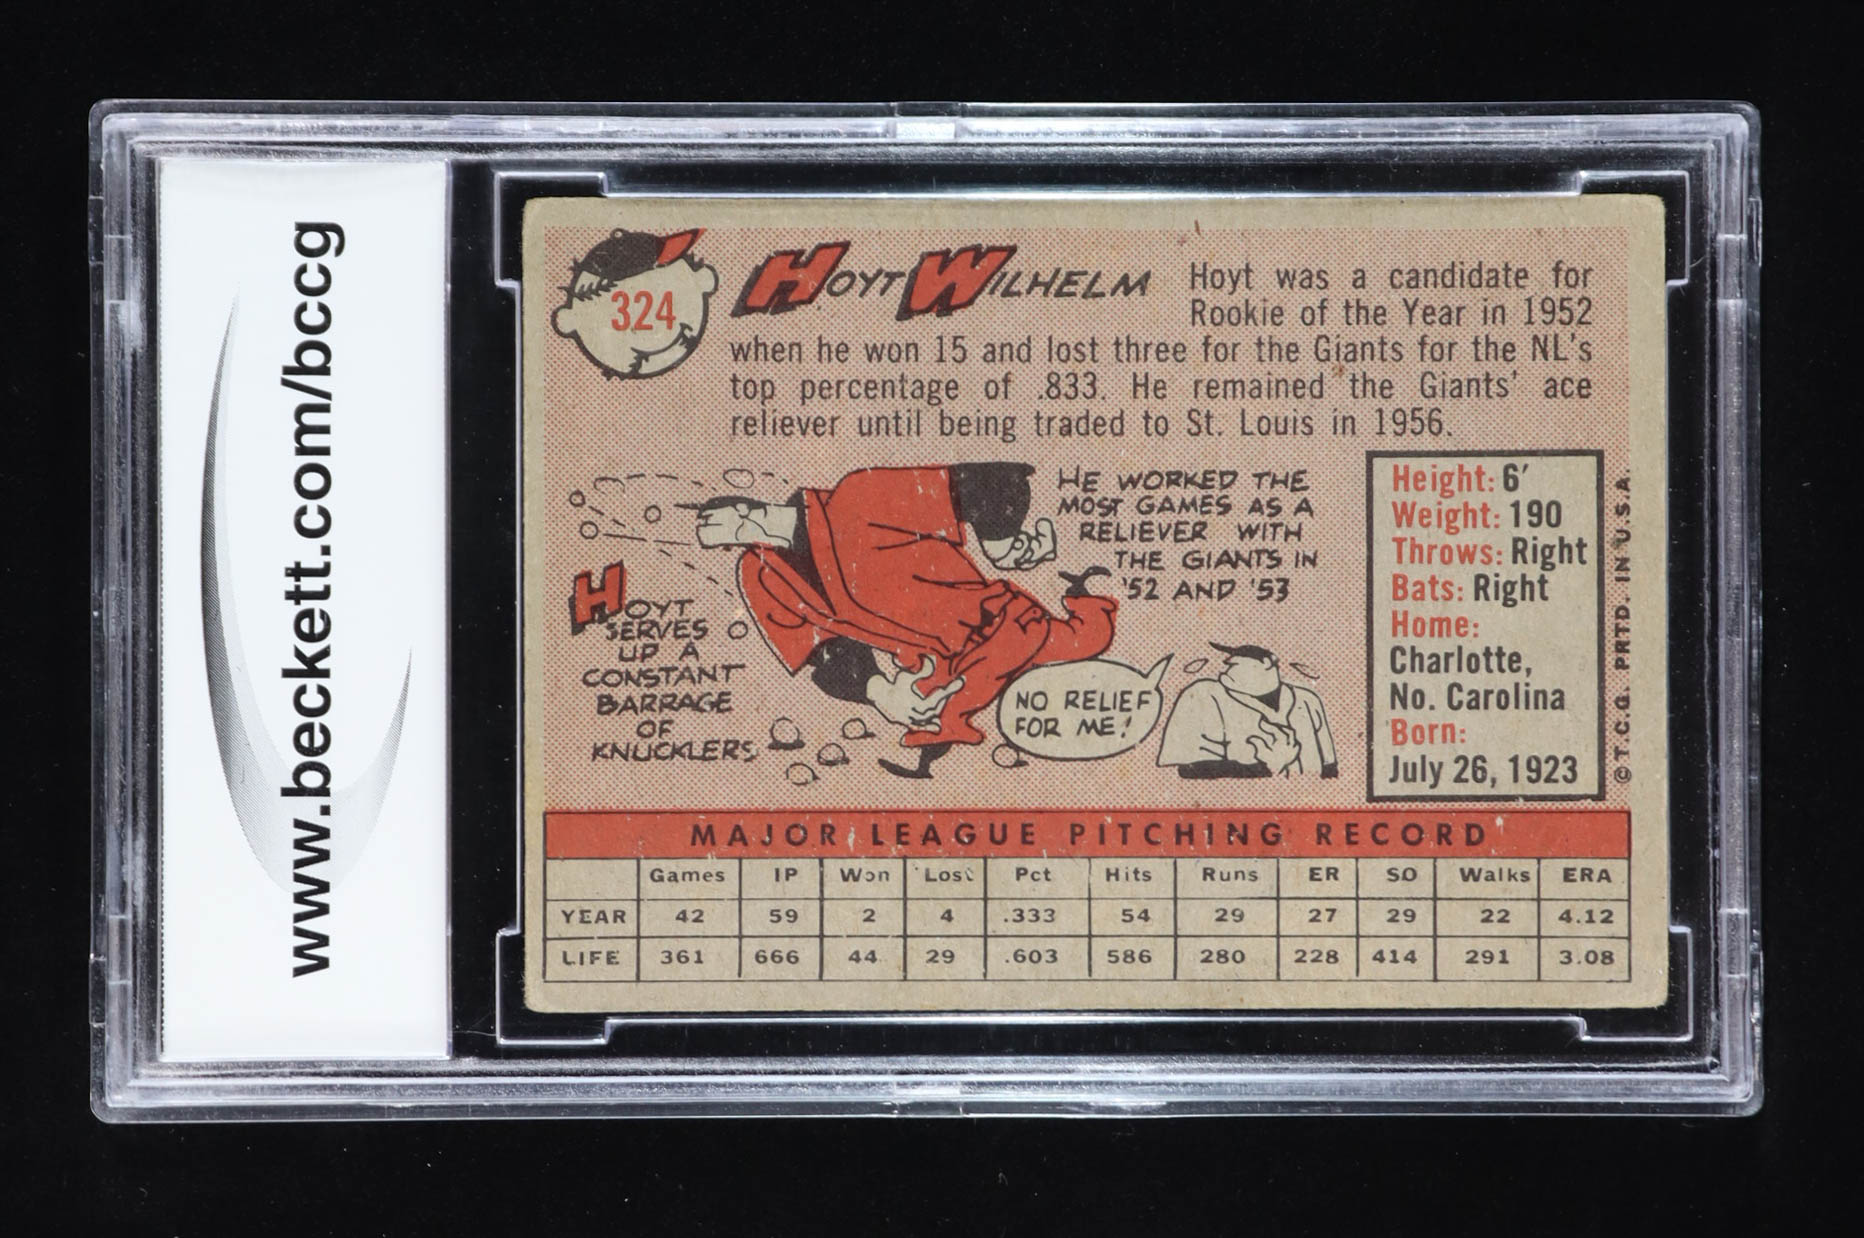 www.beckett.com/bccg
324
HOYT WILHELM
Hoyt was a candidate for
Rookie of the Year in 1952
when he won 15 and lost three for the Giants for the NL's
top percentage of .833. He remained the Giants' ace
reliever until being traded to St. Louis in 1956.
HE WORKED THE
MOST GAMES AS A
RELIEVER WITH
THE GIANTS IN
'52 AND '53
HOYT
SERVES
UP A
CONSTANT
BARRAGE
OF
KNUCKLERS
NO RELIEF
FOR ME!
Height: 6'
Weight: 190
Throws: Right
Bats: Right
Home:
Charlotte,
No. Carolina
Born:
July 26, 1923
©T.C.G. PRTD. IN U.S.A.
MAJOR LEAGUE PITCHING RECORD
Games IP Won Lost Pct Hits Runs ER SO Walks ERA
YEAR 42 59 2 4 .333 54 29 27 29 22 4.12
LIFE 361 666 44 29 .603 586 280 228 414 291 3.08